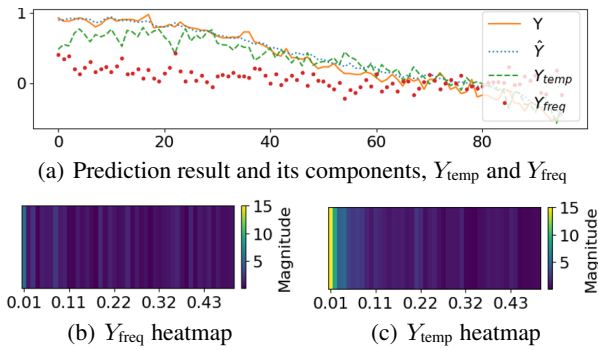 1
0
0 20 40 60 80
Y
Ŷ
Y_temp
Y_freq
(a) Prediction result and its components, Y_temp and Y_freq
15
10
5
Magnitude
0.01 0.11 0.22 0.32 0.43
(b) Y_freq heatmap
15
10
5
Magnitude
0.01 0.11 0.22 0.32 0.43
(c) Y_temp heatmap